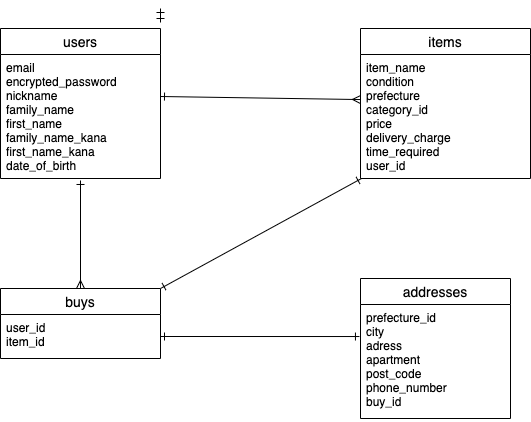 users
email
encrypted_password
nickname
family_name
first_name
family_name_kana
first_name_kana
date_of_birth
items
item_name
condition
prefecture
category_id
price
delivery_charge
time_required
user_id
buys
user_id
item_id
addresses
prefecture_id
city
adress
apartment
post_code
phone_number
buy_id